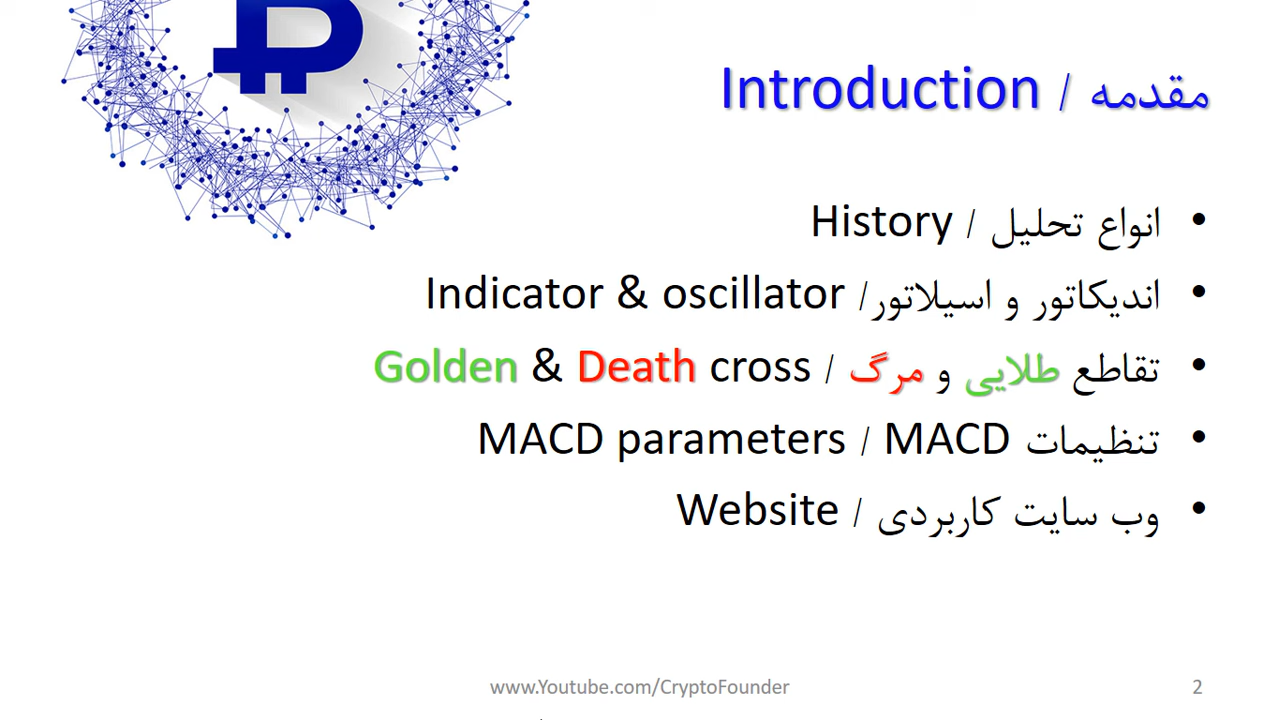 مقدمه / Introduction
انواع تحلیل / History
اندیکاتور و اسیلاتور/ Indicator & oscillator
تقاطع طلایی و مرگ / Golden & Death cross
تنظیمات MACD / MACD parameters
وب سایت کاربردی / Website
www.Youtube.com/CryptoFounder
2